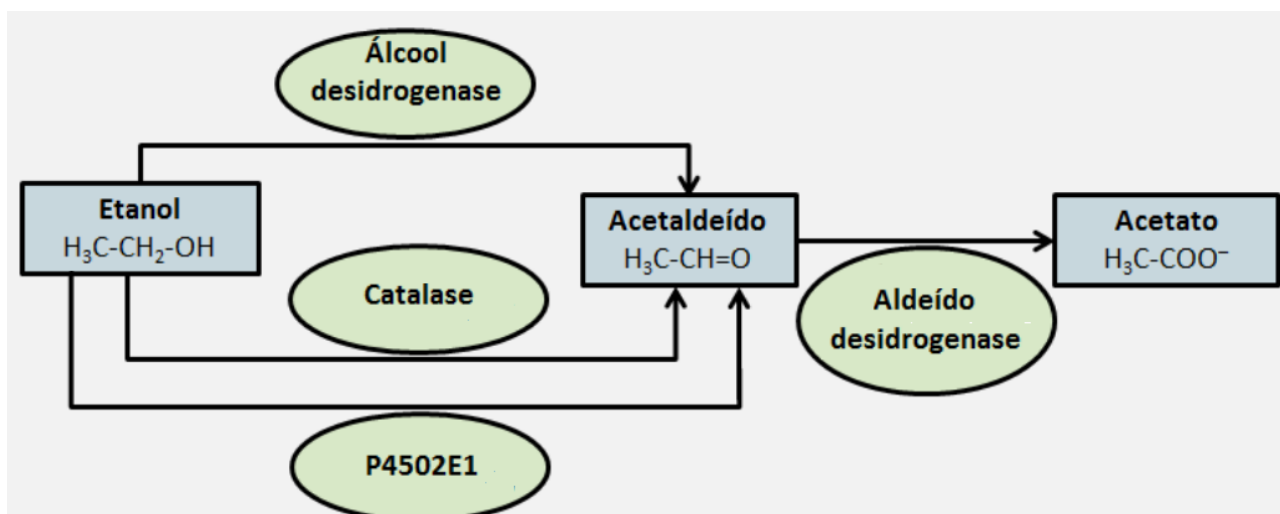 Álcool
desidrogenase
Etanol
H₃C-CH₂-OH
Acetaldeído
H₃C-CH=O
Acetato
H₃C-COO⁻
Catalase
Aldeído
desidrogenase
P4502E1